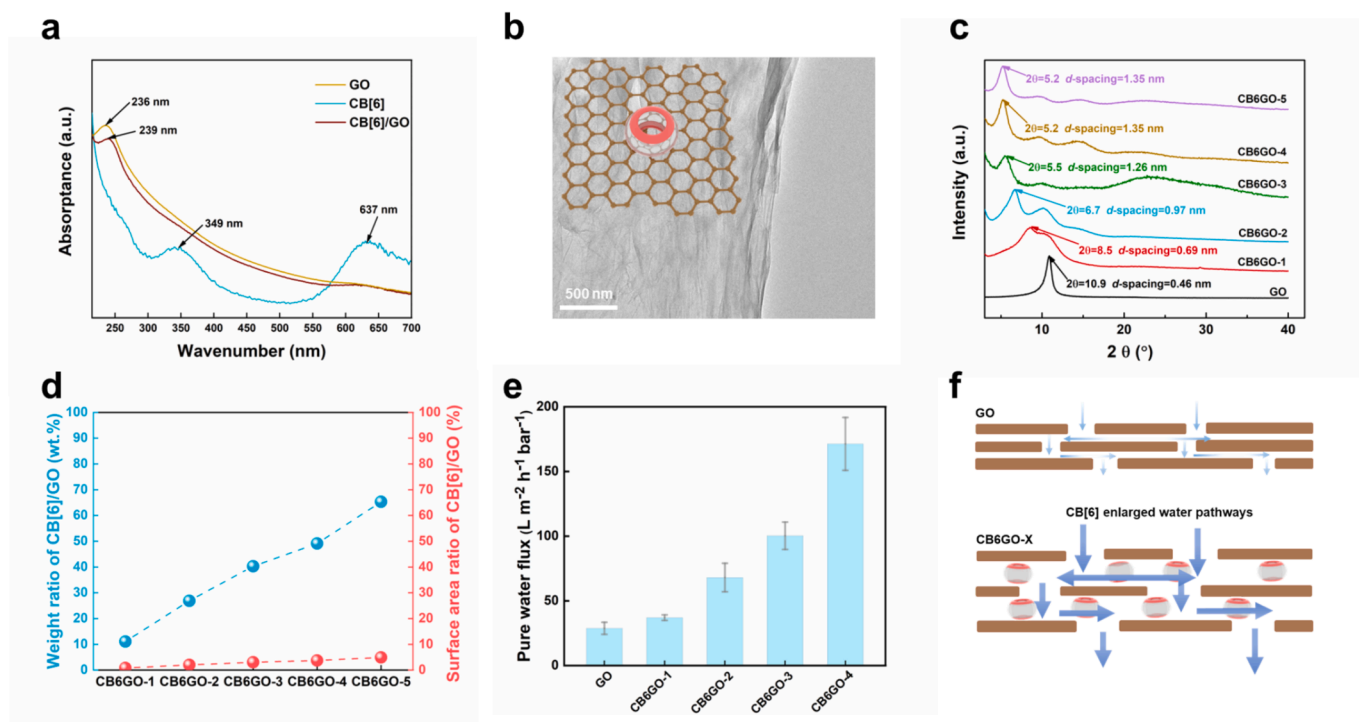 a
GO
CB[6]
CB[6]/GO
236 nm
239 nm
349 nm
637 nm
Absorptance (a.u.)
250 300 350 400 450 500 550 600 650 700
Wavenumber (nm)
b
500 nm
c
2θ=5.2 d-spacing=1.35 nm
CB6GO-5
2θ=5.2 d-spacing=1.35 nm
CB6GO-4
2θ=5.5 d-spacing=1.26 nm
CB6GO-3
2θ=6.7 d-spacing=0.97 nm
CB6GO-2
2θ=8.5 d-spacing=0.69 nm
CB6GO-1
2θ=10.9 d-spacing=0.46 nm
GO
Intensity (a.u.)
10 20 30 40
2 θ (°)
d
Weight ratio of CB[6]/GO (wt.%)
100
90
80
70
60
50
40
30
20
10
0
Surface area ratio of CB[6]/GO (%)
100
90
80
70
60
50
40
30
20
10
0
CB6GO-1 CB6GO-2 CB6GO-3 CB6GO-4 CB6GO-5
e
Pure water flux (L m⁻² h⁻¹ bar⁻¹)
200
150
100
50
0
GO
CB6GO-1
CB6GO-2
CB6GO-3
CB6GO-4
f
GO
CB[6] enlarged water pathways
CB6GO-X